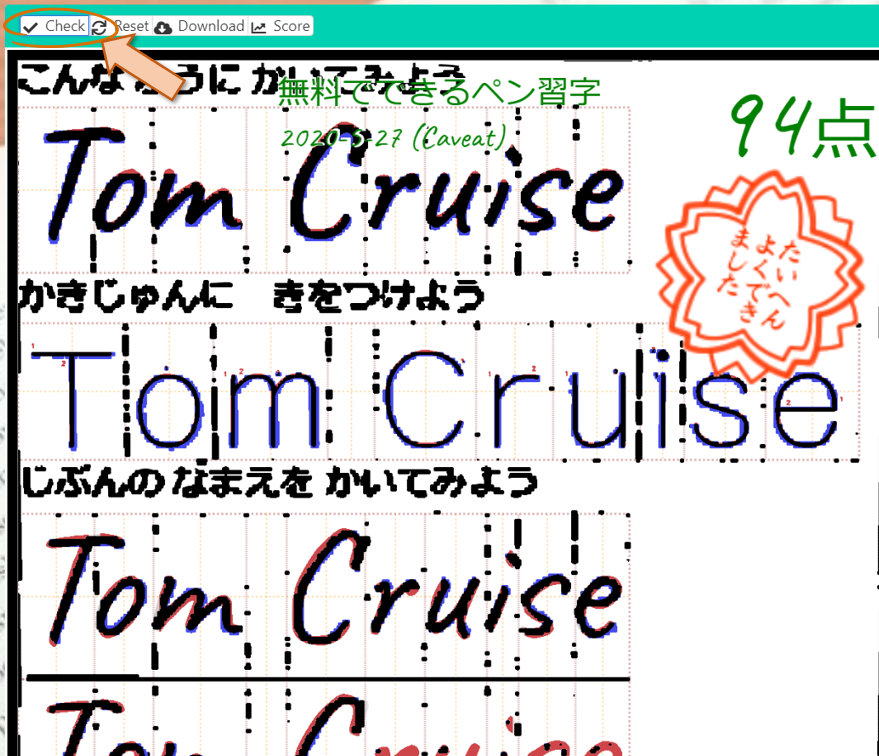 Check Reset Download Score
こんなふうに かいてみよう
無料でできるペン習字
94点
2020-5-27 (Caveat)
Tom Cruise
たいへん
よくでき
ました
かきじゅんに きをつけよう
Tom Cruise
じぶんの なまえを かいてみよう
Tom Cruise
Tom Cruise